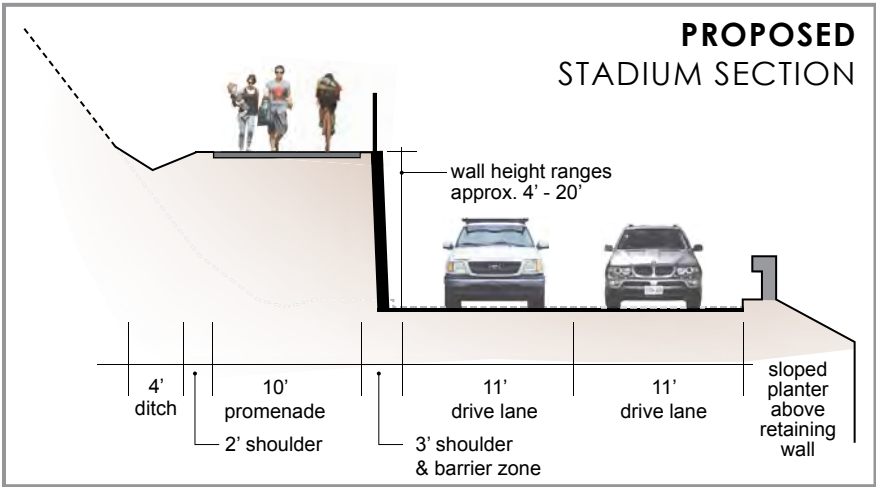 PROPOSED
STADIUM SECTION
wall height ranges
approx. 4’ - 20’
4’
ditch
2’ shoulder
10’
promenade
3’ shoulder
& barrier zone
11’
drive lane
11’
drive lane
sloped
planter
above
retaining
wall